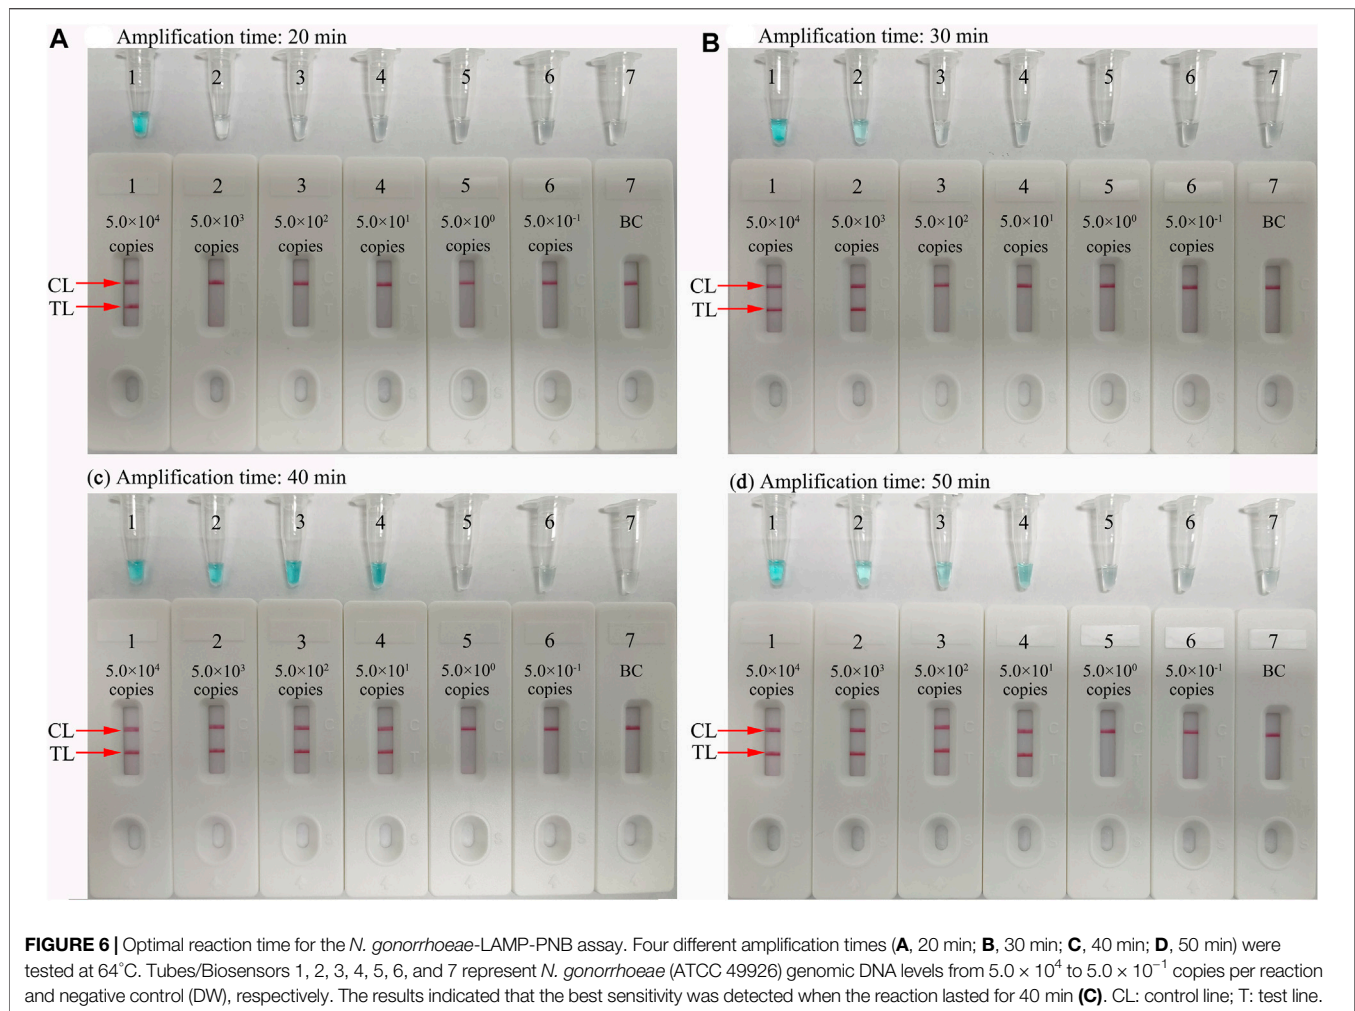 A Amplification time: 20 min
1 2 3 4 5 6 7
1 2 3 4 5 6 7
5.0×10⁴ 5.0×10³ 5.0×10² 5.0×10¹ 5.0×10⁰ 5.0×10⁻¹ BC
copies copies copies copies copies copies
CL
TL
B Amplification time: 30 min
1 2 3 4 5 6 7
1 2 3 4 5 6 7
5.0×10⁴ 5.0×10³ 5.0×10² 5.0×10¹ 5.0×10⁰ 5.0×10⁻¹ BC
copies copies copies copies copies copies
CL
TL
(c) Amplification time: 40 min
1 2 3 4 5 6 7
1 2 3 4 5 6 7
5.0×10⁴ 5.0×10³ 5.0×10² 5.0×10¹ 5.0×10⁰ 5.0×10⁻¹ BC
copies copies copies copies copies copies
CL
TL
(d) Amplification time: 50 min
1 2 3 4 5 6 7
1 2 3 4 5 6 7
5.0×10⁴ 5.0×10³ 5.0×10² 5.0×10¹ 5.0×10⁰ 5.0×10⁻¹ BC
copies copies copies copies copies copies
CL
TL
FIGURE 6 | Optimal reaction time for the N. gonorrhoeae-LAMP-PNB assay. Four different amplification times (A, 20 min; B, 30 min; C, 40 min; D, 50 min) were
tested at 64°C. Tubes/Biosensors 1, 2, 3, 4, 5, 6, and 7 represent N. gonorrhoeae (ATCC 49926) genomic DNA levels from 5.0 × 10⁴ to 5.0 × 10⁻¹ copies per reaction
and negative control (DW), respectively. The results indicated that the best sensitivity was detected when the reaction lasted for 40 min (C). CL: control line; T: test line.